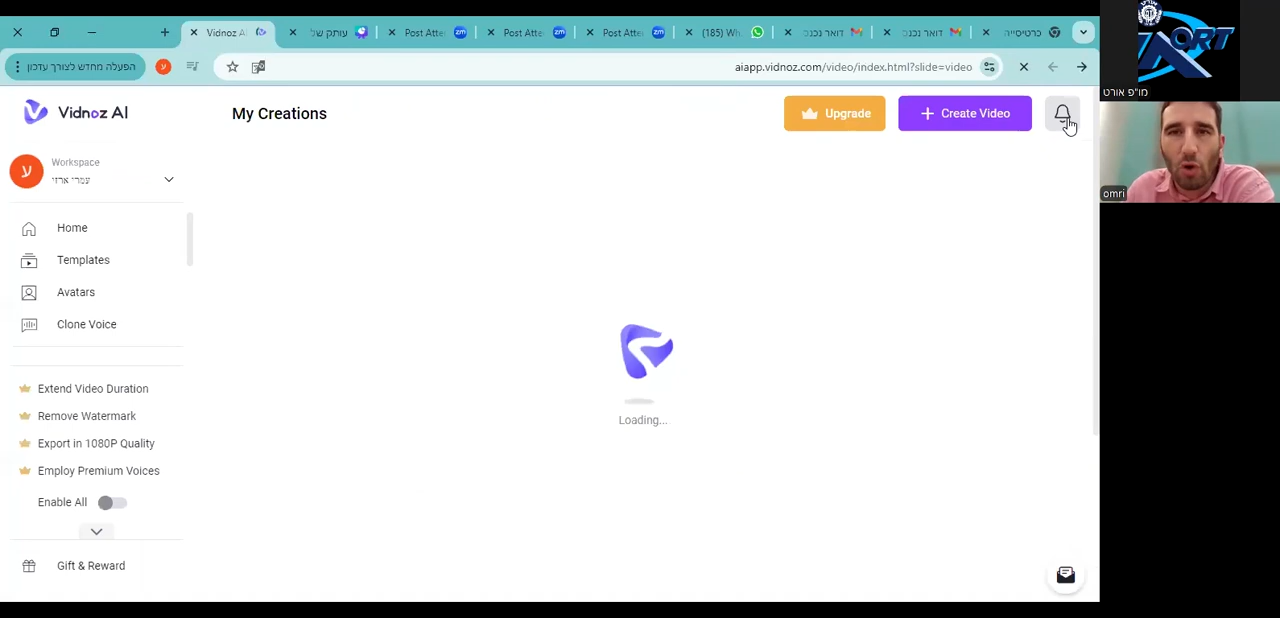 Vidnoz AI
עותק של
Post Atte
Post Atte
Post Atte
(185) Wh
דואר נכנס
דואר נכנס
כרטיסייה
הפעלה מחדש לצורך עדכון
ע
aiapp.vidnoz.com/video/index.html?slide=video
Vidnoz AI
My Creations
Upgrade
+ Create Video
ORT
מו"פ אורט
omri
ע
Workspace
עמרי ארזי
Home
Templates
Avatars
Clone Voice
Extend Video Duration
Remove Watermark
Export in 1080P Quality
Employ Premium Voices
Enable All
Gift & Reward
Loading...